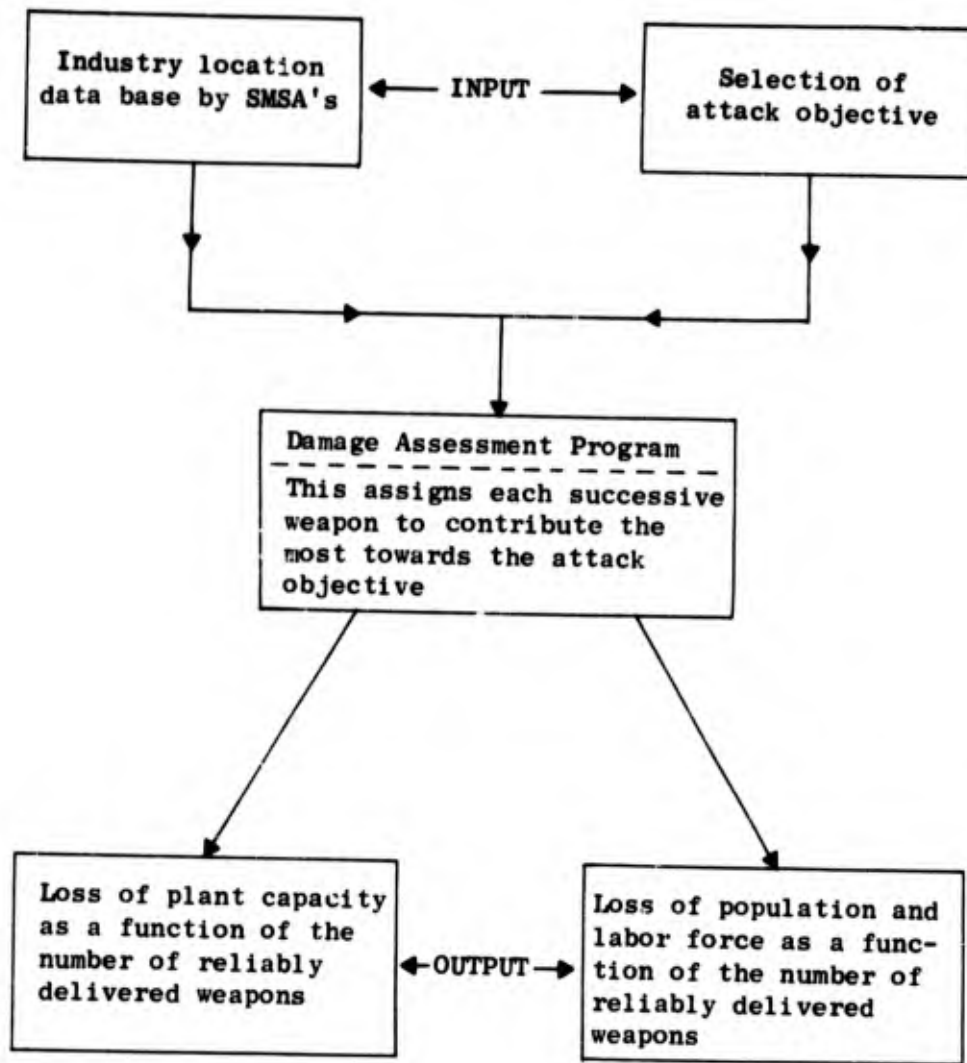 Industry location
data base by SMSA's
INPUT
Selection of
attack objective
Damage Assessment Program
This assigns each successive
weapon to contribute the
most towards the attack
objective
Loss of plant capacity
as a function of the
number of reliably
delivered weapons
OUTPUT
Loss of population and
labor force as a func-
tion of the number of
reliably delivered
weapons